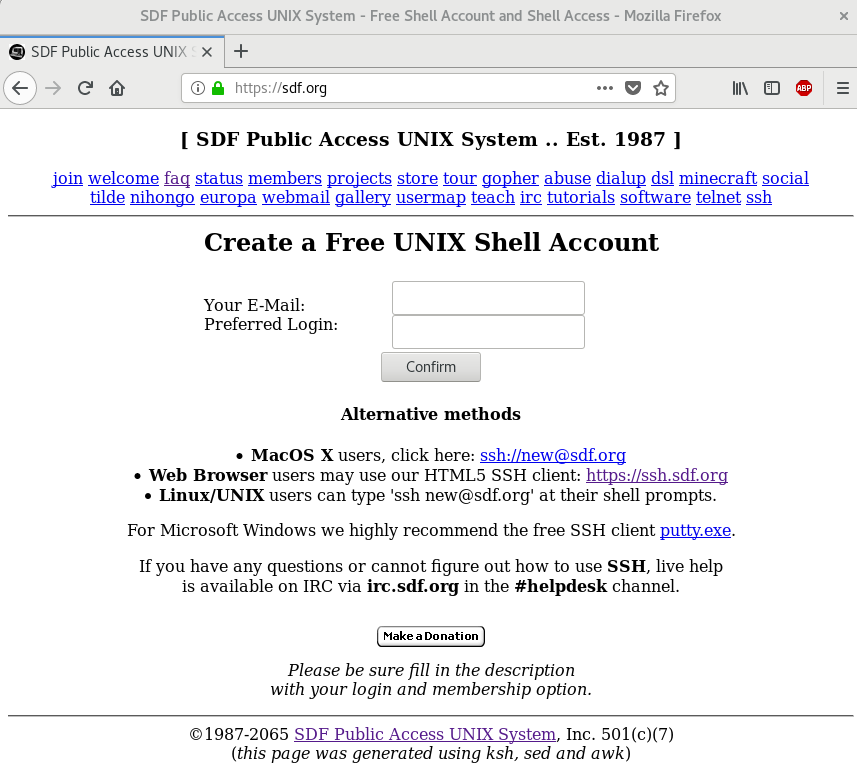 SDF Public Access UNIX System - Free Shell Account and Shell Access - Mozilla Firefox
SDF Public Access UNIX S
https://sdf.org
ABP
[ SDF Public Access UNIX System .. Est. 1987 ]
join welcome faq status members projects store tour gopher abuse dialup dsl minecraft social
tilde nihongo europa webmail gallery usermap teach irc tutorials software telnet ssh
Create a Free UNIX Shell Account
Your E-Mail:
Preferred Login:
Confirm
Alternative methods
• MacOS X users, click here: ssh://new@sdf.org
• Web Browser users may use our HTML5 SSH client: https://ssh.sdf.org
• Linux/UNIX users can type 'ssh new@sdf.org' at their shell prompts.
For Microsoft Windows we highly recommend the free SSH client putty.exe.
If you have any questions or cannot figure out how to use SSH, live help
is available on IRC via irc.sdf.org in the #helpdesk channel.
Make a Donation
Please be sure fill in the description
with your login and membership option.
©1987-2065 SDF Public Access UNIX System, Inc. 501(c)(7)
(this page was generated using ksh, sed and awk)